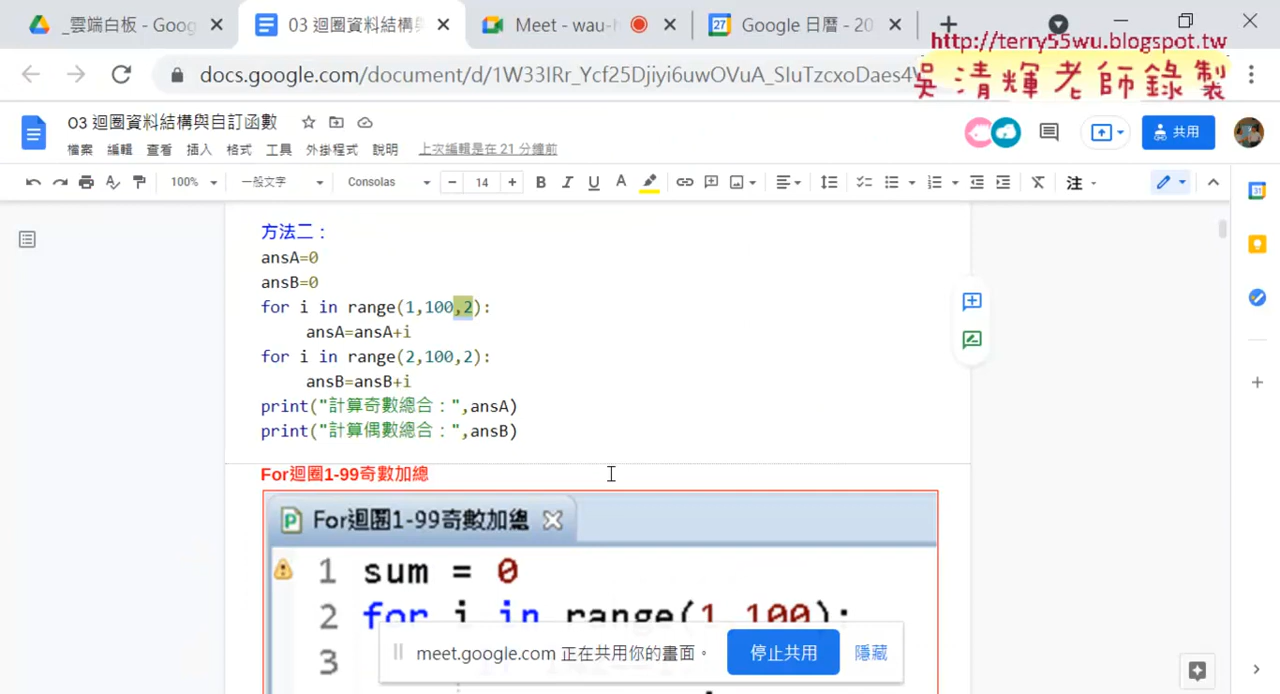 _雲端白板 - Goog
03 迴圈資料結構與
Meet - wau-h
Google 日曆 - 20
http://terry55wu.blogspot.tw
docs.google.com/document/d/1W33IRr_Ycf25Djiyi6uwOVuA_SIuTzcxoDaes4
吳清輝老師錄製
03 迴圈資料結構與自訂函數
共用
檔案 編輯 查看 插入 格式 工具 外掛程式 說明 上次編輯是在 21 分鐘前
100% 一般文字 Consolas 14 B I U A 注
方法二：
ansA=0
ansB=0
for i in range(1,100,2):
ansA=ansA+i
for i in range(2,100,2):
ansB=ansB+i
print("計算奇數總合：",ansA)
print("計算偶數總合：",ansB)
For迴圈1-99奇數加總
For迴圈1-99奇數加總
1 sum = 0
2 for i in range(1,100):
3
meet.google.com 正在共用你的畫面。 停止共用 隱藏